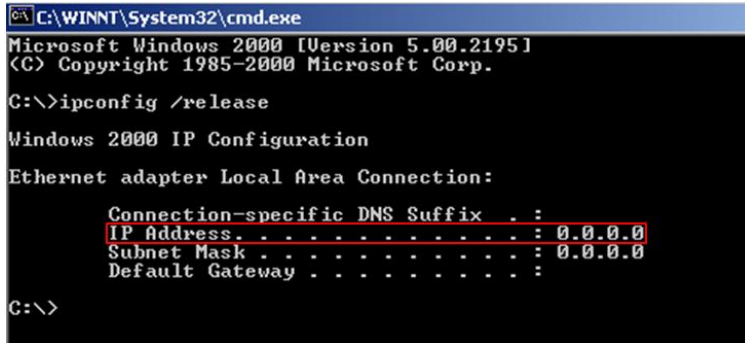 C:\WINNT\System32\cmd.exe
Microsoft Windows 2000 [Version 5.00.2195]
(C) Copyright 1985-2000 Microsoft Corp.
C:\>ipconfig /release
Windows 2000 IP Configuration
Ethernet adapter Local Area Connection:
Connection-specific DNS Suffix . :
IP Address. . . . . . . . . . . . : 0.0.0.0
Subnet Mask . . . . . . . . . . . : 0.0.0.0
Default Gateway . . . . . . . . . :
C:\>